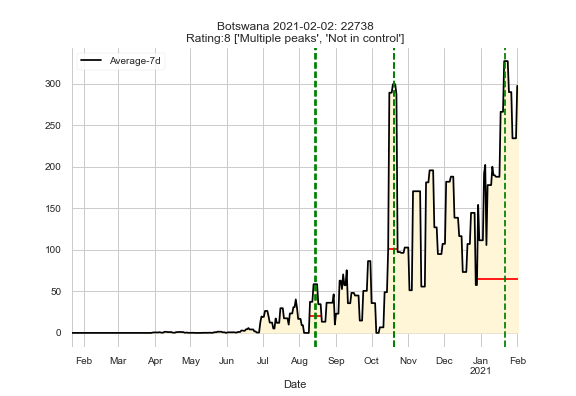 Botswana 2021-02-02: 22738
Rating:8 ['Multiple peaks', 'Not in control']
Average-7d
300
250
200
150
100
50
0
Feb Mar Apr May Jun Jul Aug Sep Oct Nov Dec Jan Feb
2021
Date